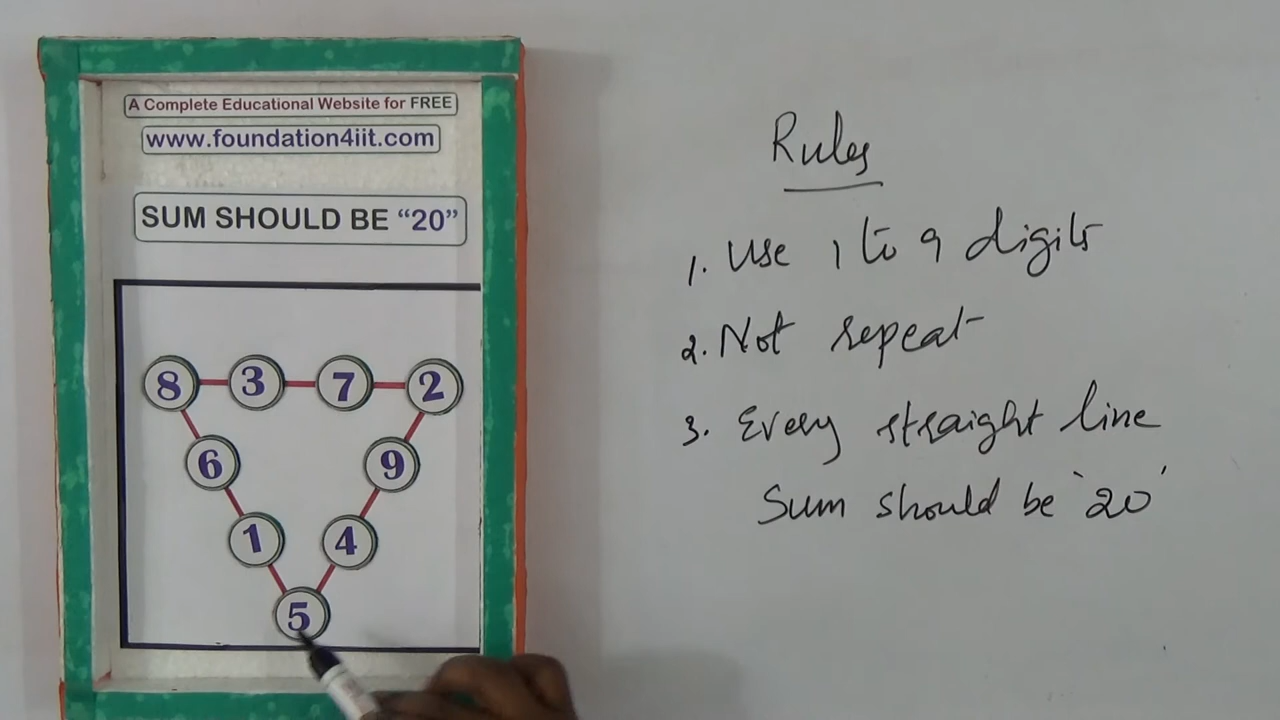 A Complete Educational Website for FREE
www.foundation4iit.com
SUM SHOULD BE “20”
8 3 7 2
6 9
1 4
5
Rules
1. Use 1 to 9 digits
2. Not repeat
3. Every straight line
Sum should be '20'